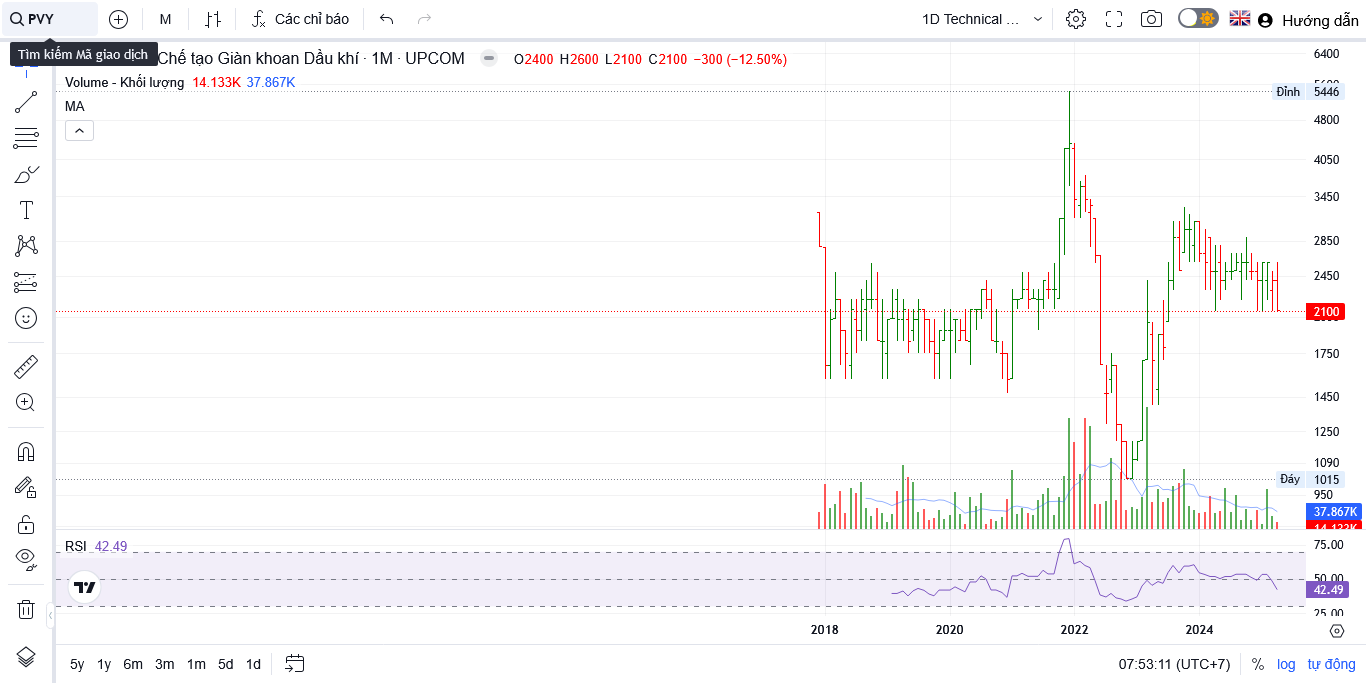 PVY
M
Các chỉ báo
1D Technical ...
Hướng dẫn
Tìm kiếm Mã giao dịch
Chế tạo Giàn khoan Dầu khí · 1M · UPCOM
O2400 H2600 L2100 C2100 −300 (−12.50%)
Volume - Khối lượng 14.133K 37.867K
MA
6400
Đỉnh 5446
4800
4050
3450
2850
2450
2100
1750
1450
1250
1090
Đáy 1015
950
37.867K
14.133K
RSI 42.49
75.00
50.00
42.49
25.00
2018 2020 2022 2024
5y 1y 6m 3m 1m 5d 1d
07:53:11 (UTC+7) % log tự động